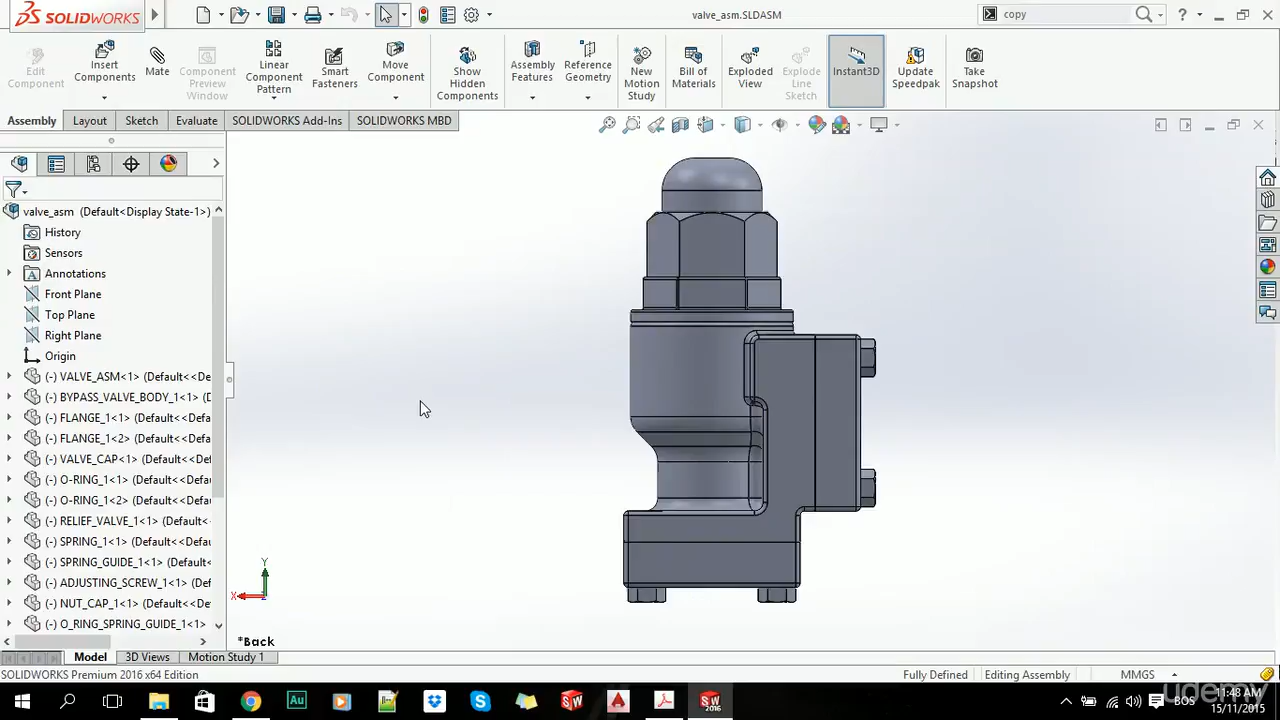 SOLIDWORKS
valve_asm.SLDASM
copy
Edit Component
Insert Components
Mate
Component Preview Window
Linear Component Pattern
Smart Fasteners
Move Component
Show Hidden Components
Assembly Features
Reference Geometry
New Motion Study
Bill of Materials
Exploded View
Explode Line Sketch
Instant3D
Update Speedpak
Take Snapshot
Assembly
Layout
Sketch
Evaluate
SOLIDWORKS Add-Ins
SOLIDWORKS MBD
valve_asm (Default<Display State-1>)
History
Sensors
Annotations
Front Plane
Top Plane
Right Plane
Origin
(-) VALVE_ASM<1> (Default<<De
(-) BYPASS_VALVE_BODY_1<1> (D
(-) FLANGE_1<1> (Default<<Defa
(-) FLANGE_1<2> (Default<<Defa
(-) VALVE_CAP<1> (Default<<Def
(-) O-RING_1<1> (Default<<Defa
(-) O-RING_1<2> (Default<<Defa
(-) RELIEF_VALVE_1<1> (Default<
(-) SPRING_1<1> (Default<<Defa
(-) SPRING_GUIDE_1<1> (Default
(-) ADJUSTING_SCREW_1<1> (De
(-) NUT_CAP_1<1> (Default<<De
(-) O_RING_SPRING_GUIDE_1<1>
Y
X
*Back
Model
3D Views
Motion Study 1
SOLIDWORKS Premium 2016 x64 Edition
Fully Defined
Editing Assembly
MMGS
udemy
BOS
11:48 AM
15/11/2015